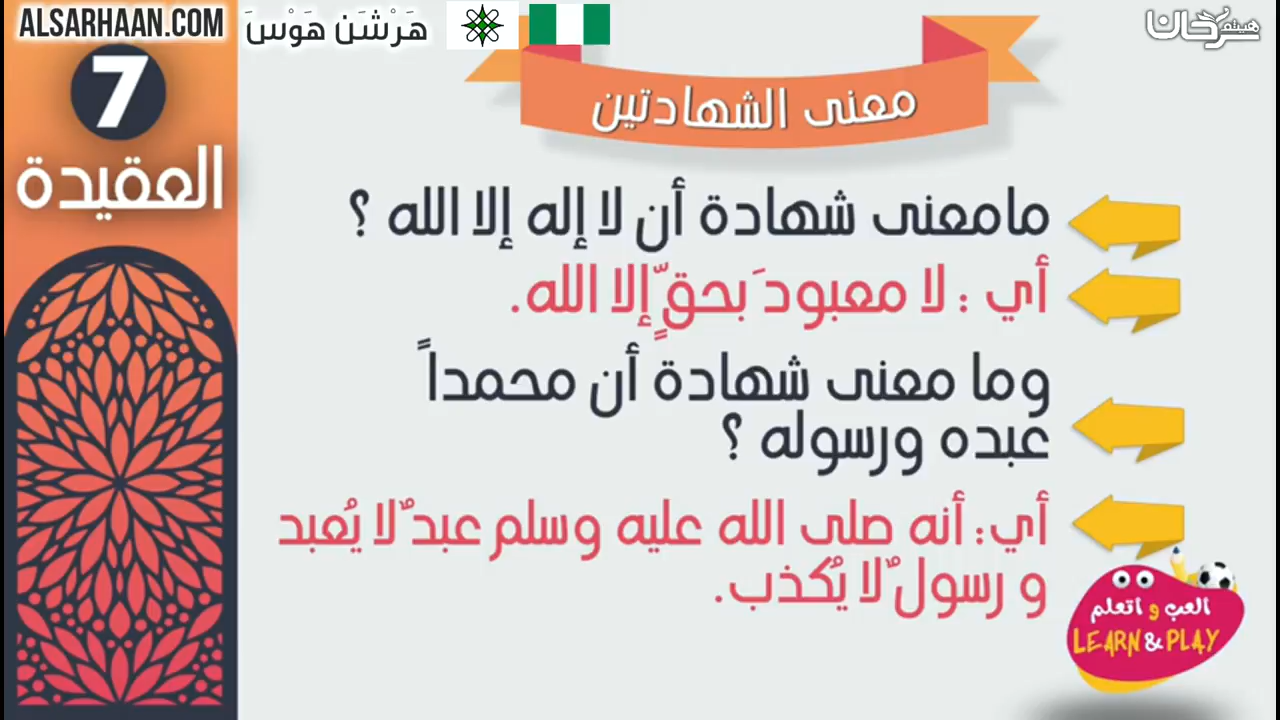 ALSARHAAN.COM
هَرْشَن هَوْسَ
هيثم سرحان
7
العقيدة
معنى الشهادتين
مامعنى شهادة أن لا إله إلا الله ؟
أي : لا معبودَ بحقٍّ إلا الله.
وما معنى شهادة أن محمداً
عبده ورسوله ؟
أي: أنه صلى الله عليه وسلم عبدٌ لا يُعبد
و رسولٌ لا يُكذب.
العب و اتعلم
LEARN & PLAY